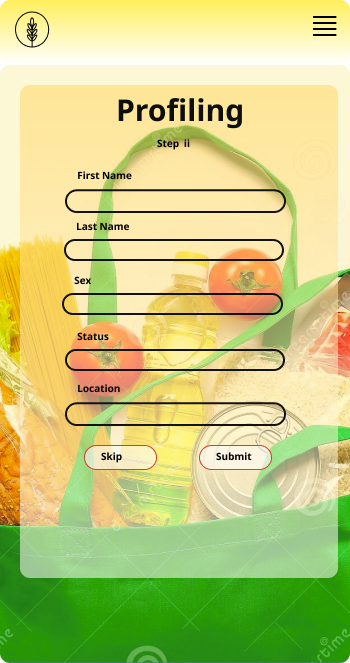 Profiling
Step ii
First Name
Last Name
Sex
Status
Location
Skip
Submit